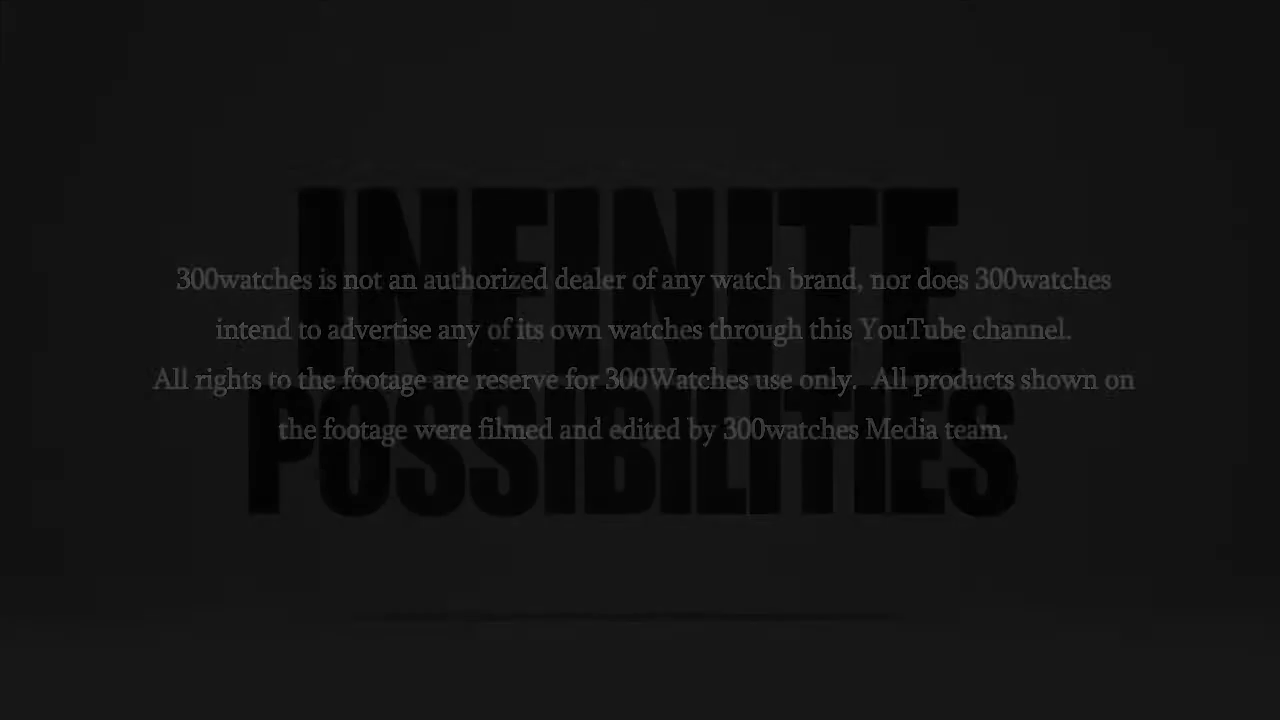 INFINITE
POSSIBILITIES
300watches is not an authorized dealer of any watch brand, nor does 300watches
intend to advertise any of its own watches through this YouTube channel.
All rights to the footage are reserve for 300Watches use only.  All products shown on
the footage were filmed and edited by 300watches Media team.